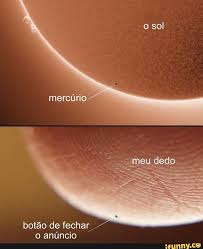 o sol
mercúrio
meu dedo
botão de fechar
o anúncio
ifunny.co